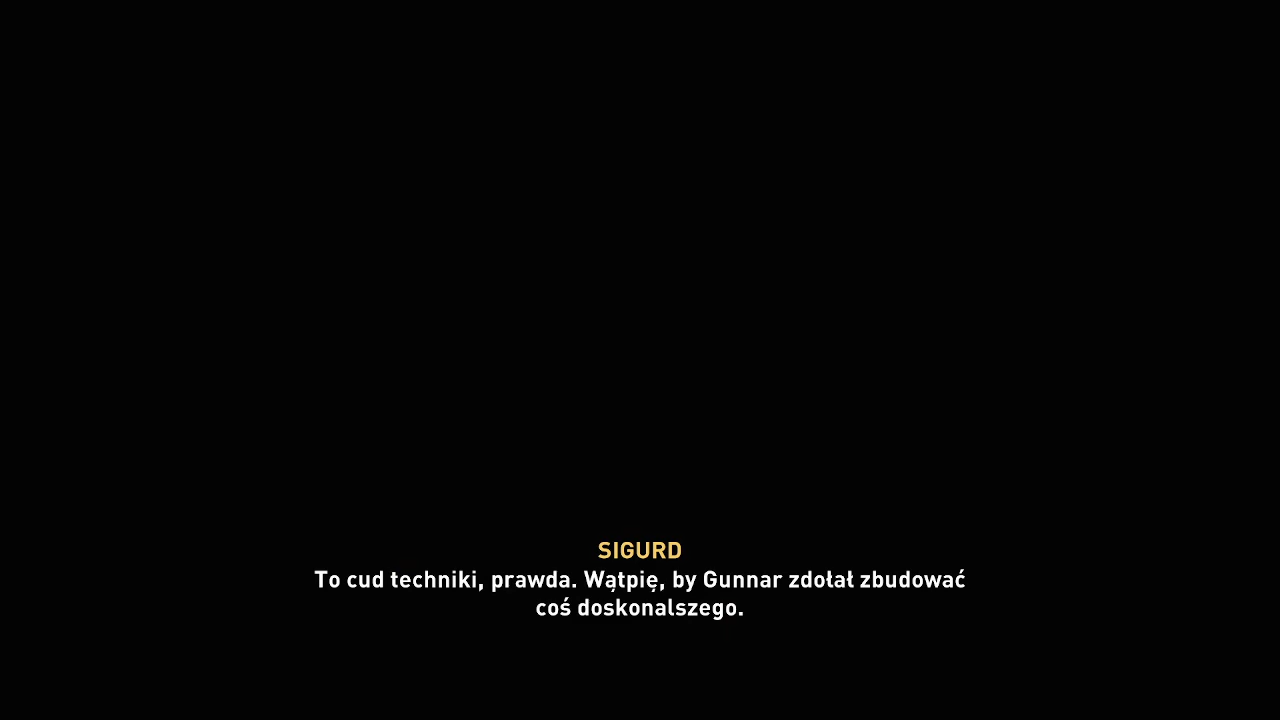 SIGURD
To cud techniki, prawda. Wątpię, by Gunnar zdołał zbudować
coś doskonalszego.